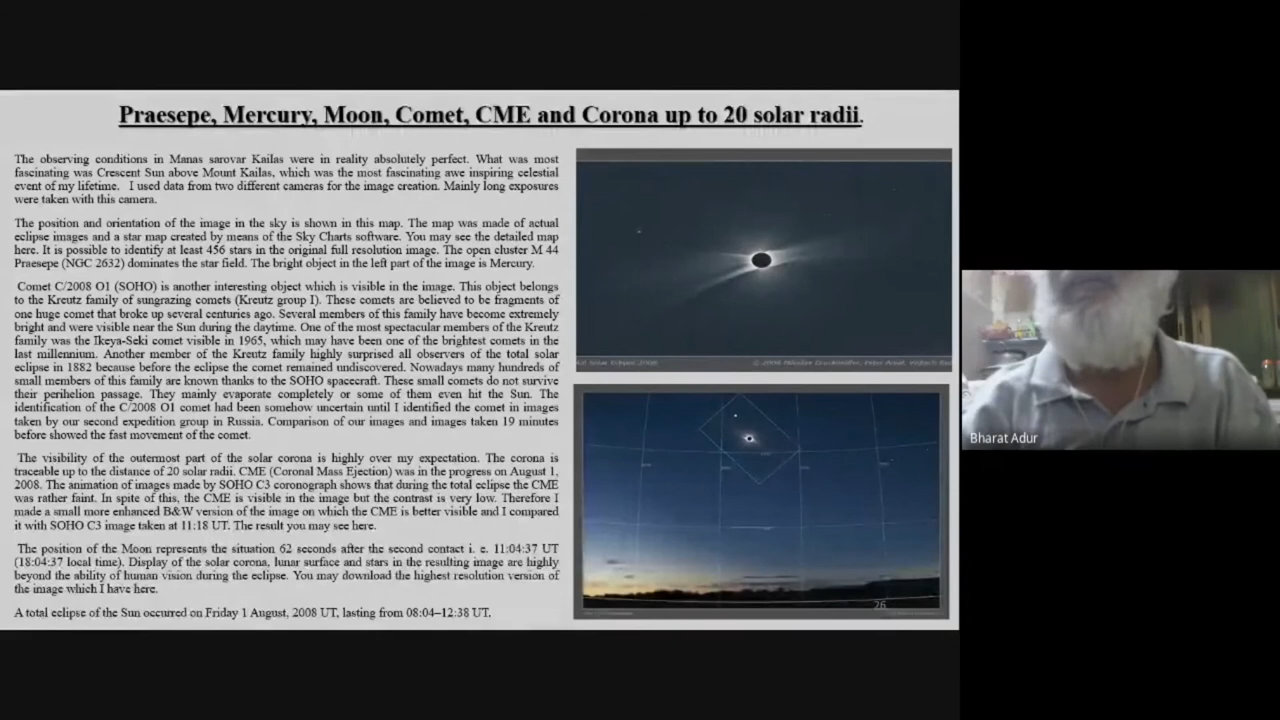 Praesepe, Mercury, Moon, Comet, CME and Corona up to 20 solar radii.
The observing conditions in Manas sarovar Kailas were in reality absolutely perfect. What was most
fascinating was Crescent Sun above Mount Kailas, which was the most fascinating awe inspiring celestial
event of my lifetime. I used data from two different cameras for the image creation. Mainly long exposures
were taken with this camera.
The position and orientation of the image in the sky is shown in this map. The map was made of actual
eclipse images and a star map created by means of the Sky Charts software. You may see the detailed map
here. It is possible to identify at least 456 stars in the original full resolution image. The open cluster M 44
Praesepe (NGC 2632) dominates the star field. The bright object in the left part of the image is Mercury.
Comet C/2008 O1 (SOHO) is another interesting object which is visible in the image. This object belongs
to the Kreutz family of sungrazing comets (Kreutz group I). These comets are believed to be fragments of
one huge comet that broke up several centuries ago. Several members of this family have become extremely
bright and were visible near the Sun during the daytime. One of the most spectacular members of the Kreutz
family was the Ikeya-Seki comet visible in 1965, which may have been one of the brightest comets in the
last millennium. Another member of the Kreutz family highly surprised all observers of the total solar
eclipse in 1882 because before the eclipse the comet remained undiscovered. Nowadays many hundreds of
small members of this family are known thanks to the SOHO spacecraft. These small comets do not survive
their perihelion passage. They mainly evaporate completely or some of them even hit the Sun. The
identification of the C/2008 O1 comet had been somehow uncertain until I identified the comet in images
taken by our second expedition group in Russia. Comparison of our images and images taken 19 minutes
before showed the fast movement of the comet.
The visibility of the outermost part of the solar corona is highly over my expectation. The corona is
traceable up to the distance of 20 solar radii. CME (Coronal Mass Ejection) was in the progress on August 1,
2008. The animation of images made by SOHO C3 coronograph shows that during the total eclipse the CME
was rather faint. In spite of this, the CME is visible in the image but the contrast is very low. Therefore I
made a small more enhanced B&W version of the image on which the CME is better visible and I compared
it with SOHO C3 image taken at 11:18 UT. The result you may see here.
The position of the Moon represents the situation 62 seconds after the second contact i. e. 11:04:37 UT
(18:04:37 local time). Display of the solar corona, lunar surface and stars in the resulting image are highly
beyond the ability of human vision during the eclipse. You may download the highest resolution version of
the image which I have here.
A total eclipse of the Sun occurred on Friday 1 August, 2008 UT, lasting from 08:04–12:38 UT.
26
Bharat Adur